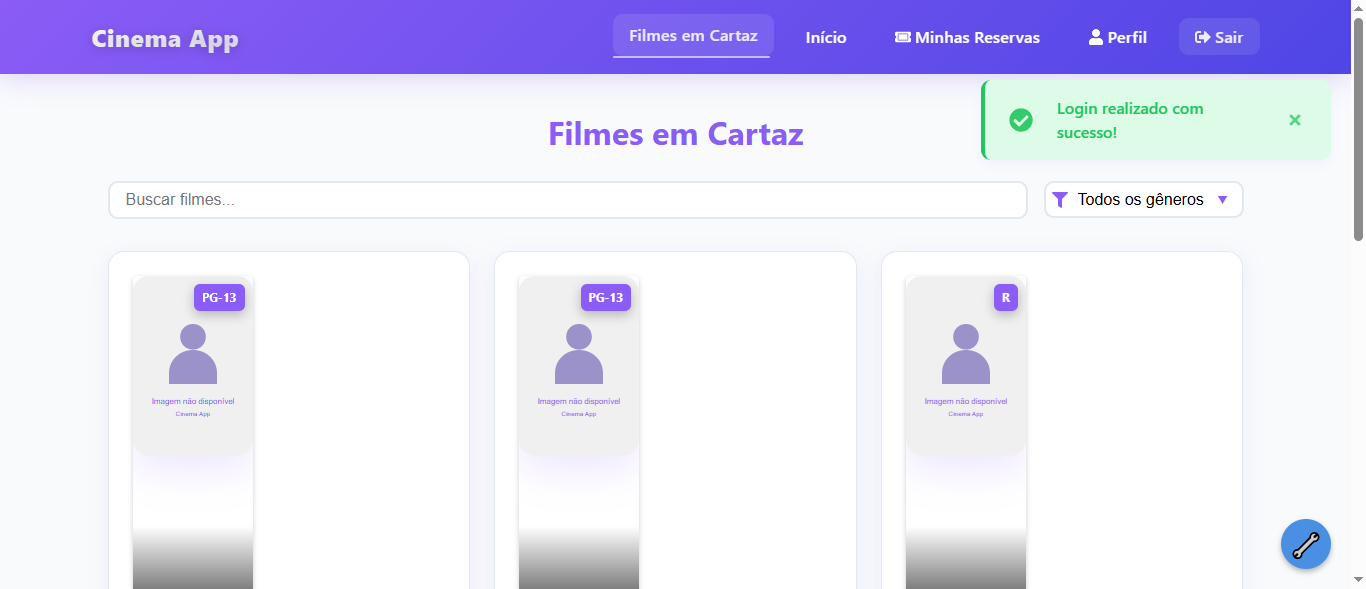 Cinema App
Filmes em Cartaz
Início
Minhas Reservas
Perfil
Sair
Login realizado com
sucesso!
Filmes em Cartaz
Buscar filmes...
Todos os gêneros
PG-13
Imagem não disponível
Cinema App
PG-13
Imagem não disponível
Cinema App
R
Imagem não disponível
Cinema App